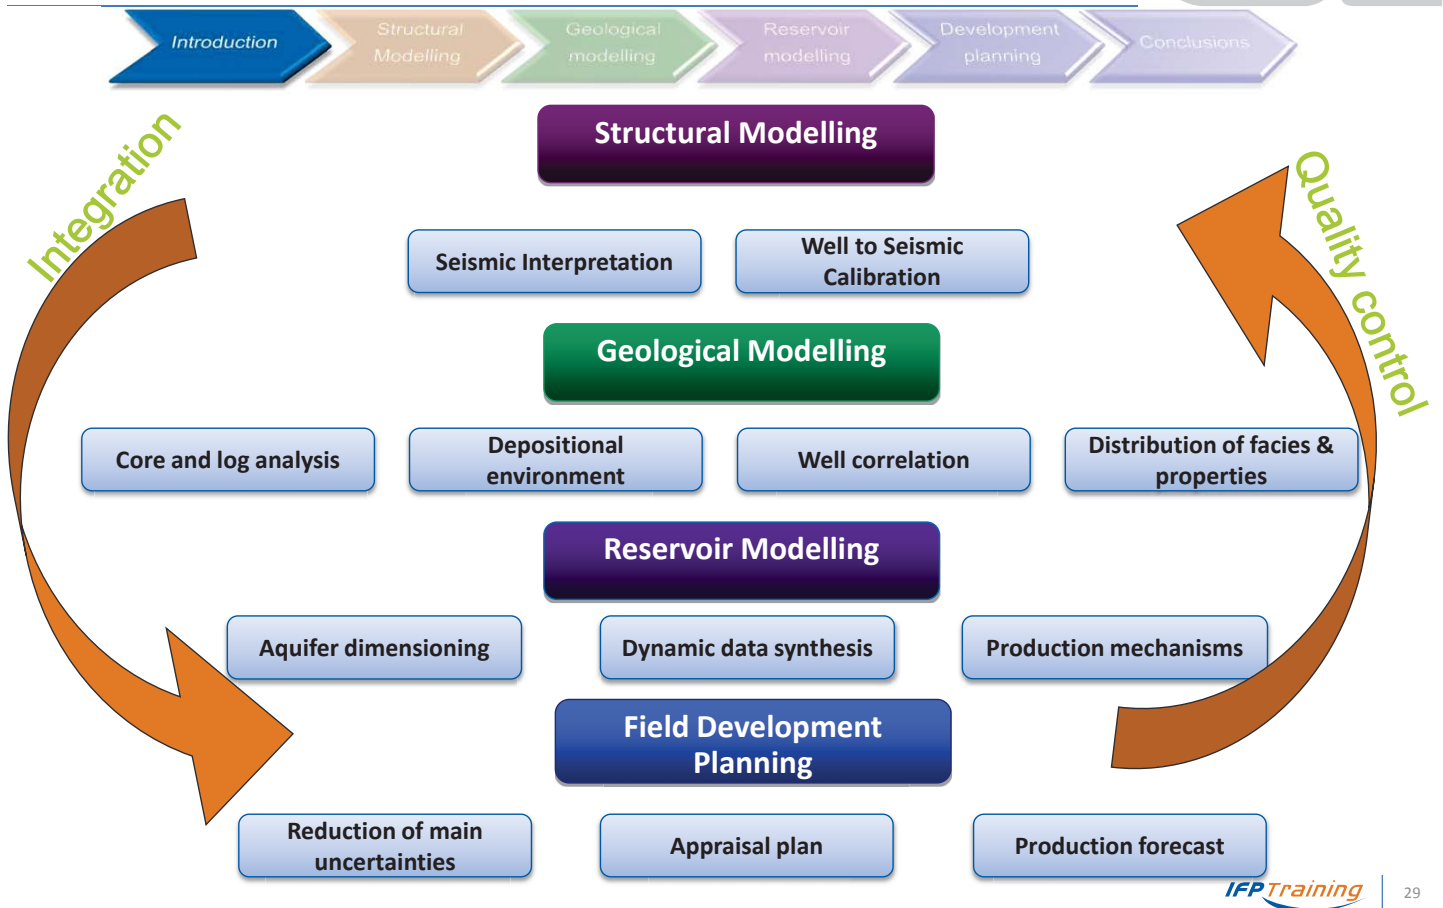 Introduction
Structural
Modelling
Geological
modelling
Reservoir
modelling
Development
planning
Conclusions
Integration
Quality control
Structural Modelling
Seismic Interpretation
Well to Seismic
Calibration
Geological Modelling
Core and log analysis
Depositional
environment
Well correlation
Distribution of facies &
properties
Reservoir Modelling
Aquifer dimensioning
Dynamic data synthesis
Production mechanisms
Field Development
Planning
Reduction of main
uncertainties
Appraisal plan
Production forecast
IFPTraining
29